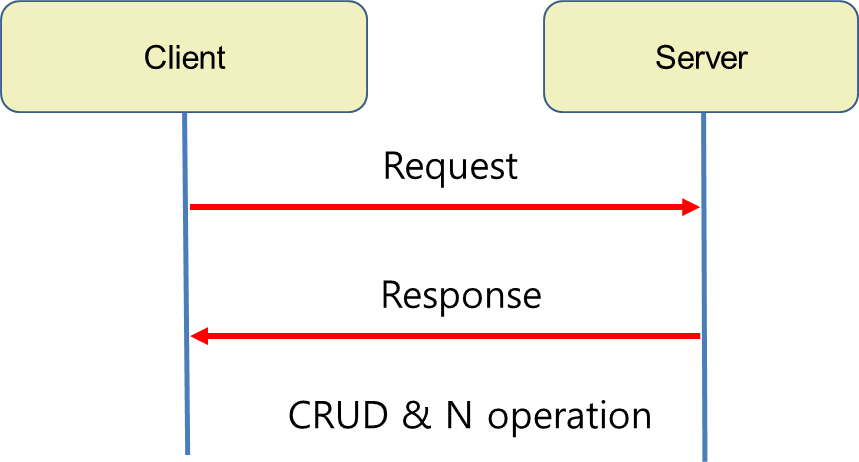 Client
Server
Request
Response
CRUD & N operation